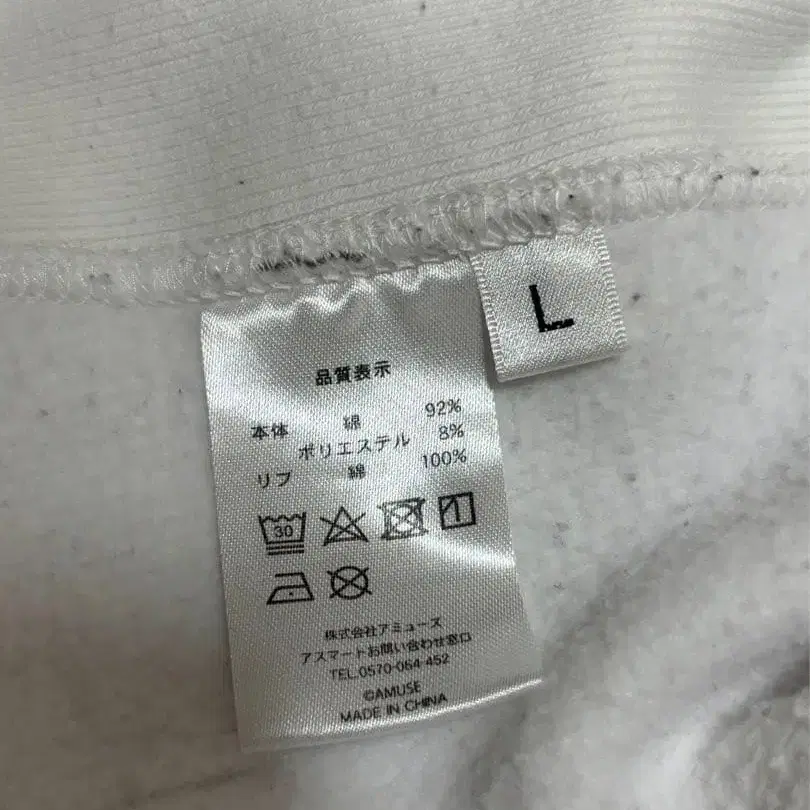 L
品質表示
本体 綿 92%
ポリエステル 8%
リブ 綿 100%
30
株式会社アミューズ
アスマートお問い合わせ窓口
TEL.0570-064-452
©AMUSE
MADE IN CHINA